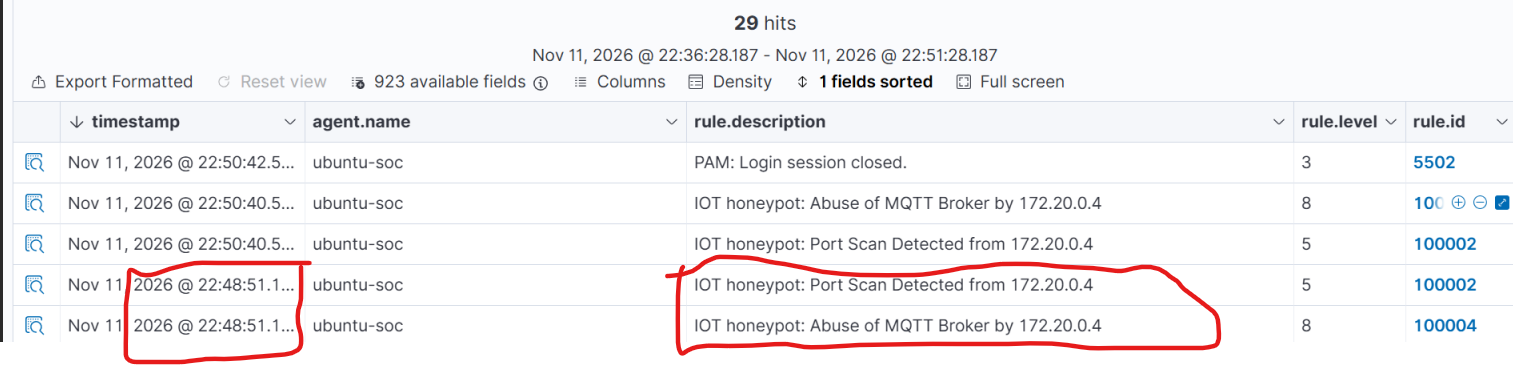 29 hits
Nov 11, 2026 @ 22:36:28.187 - Nov 11, 2026 @ 22:51:28.187
Export Formatted Reset view 923 available fields Columns Density 1 fields sorted Full screen
timestamp agent.name rule.description rule.level rule.id
Nov 11, 2026 @ 22:50:42.5... ubuntu-soc PAM: Login session closed. 3 5502
Nov 11, 2026 @ 22:50:40.5... ubuntu-soc IOT honeypot: Abuse of MQTT Broker by 172.20.0.4 8 100
Nov 11, 2026 @ 22:50:40.5... ubuntu-soc IOT honeypot: Port Scan Detected from 172.20.0.4 5 100002
Nov 11, 2026 @ 22:48:51.1... ubuntu-soc IOT honeypot: Port Scan Detected from 172.20.0.4 5 100002
Nov 11, 2026 @ 22:48:51.1... ubuntu-soc IOT honeypot: Abuse of MQTT Broker by 172.20.0.4 8 100004